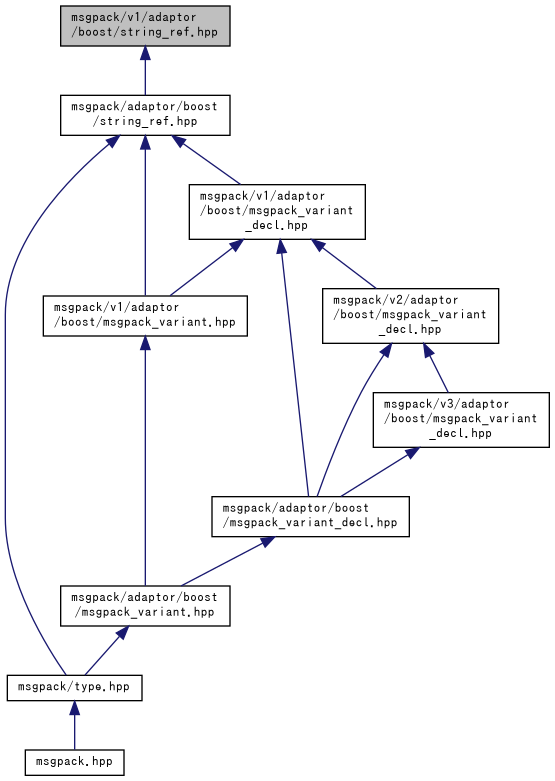 msgpack/v1/adaptor
/boost/string_ref.hpp
msgpack/adaptor/boost
/string_ref.hpp
msgpack/v1/adaptor
/boost/msgpack_variant
_decl.hpp
msgpack/v1/adaptor
/boost/msgpack_variant.hpp
msgpack/v2/adaptor
/boost/msgpack_variant
_decl.hpp
msgpack/v3/adaptor
/boost/msgpack_variant
_decl.hpp
msgpack/adaptor/boost
/msgpack_variant_decl.hpp
msgpack/adaptor/boost
/msgpack_variant.hpp
msgpack/type.hpp
msgpack.hpp